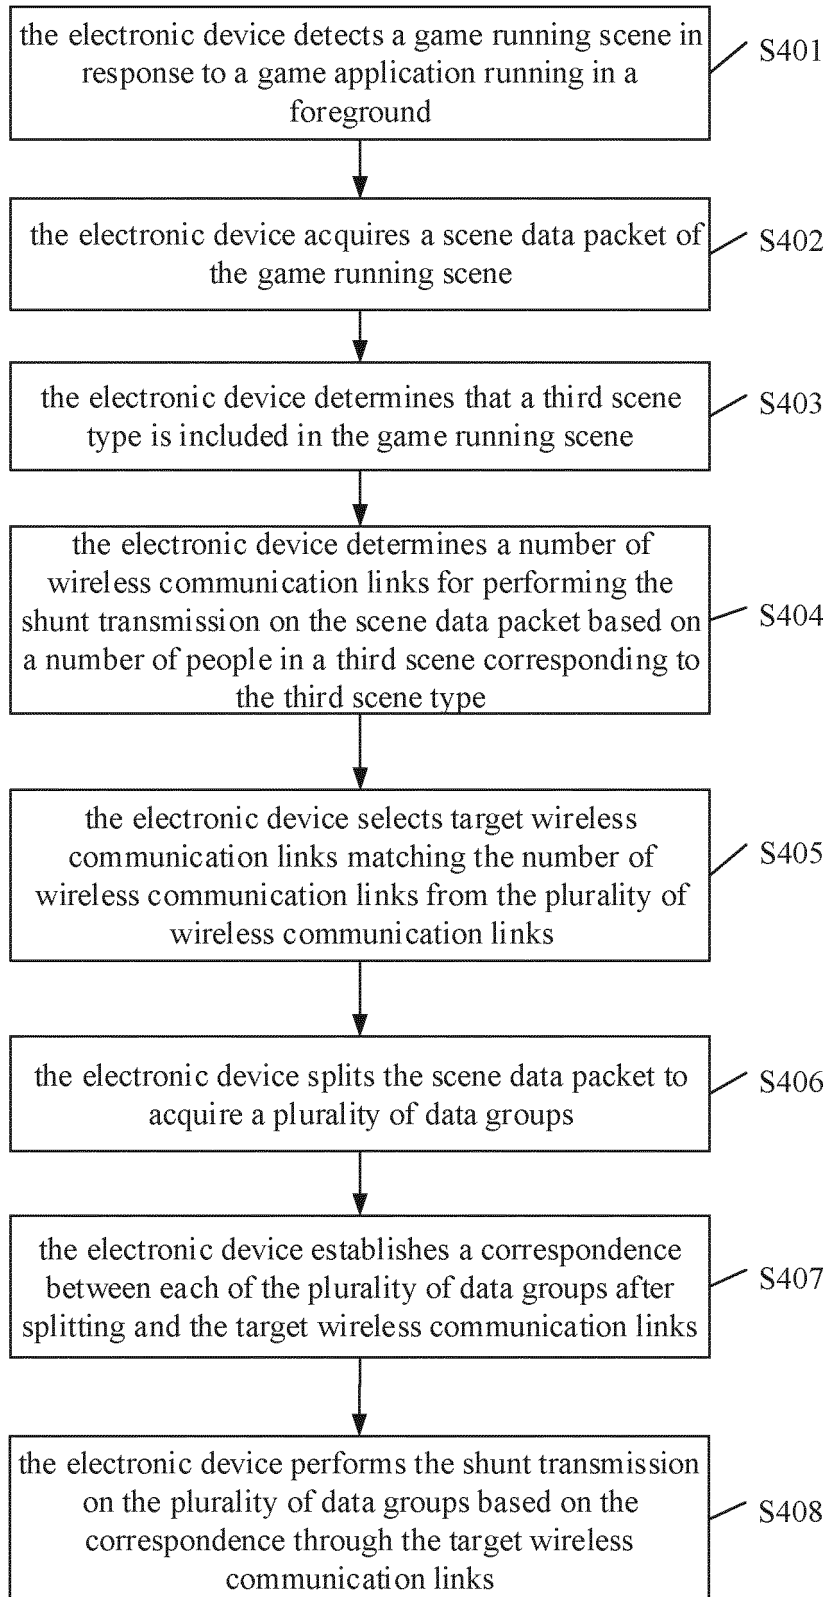 the electronic device detects a game running scene in
response to a game application running in a
foreground
S401
the electronic device acquires a scene data packet of
the game running scene
S402
the electronic device determines that a third scene
type is included in the game running scene
S403
the electronic device determines a number of
wireless communication links for performing the
shunt transmission on the scene data packet based on
a number of people in a third scene corresponding to
the third scene type
S404
the electronic device selects target wireless
communication links matching the number of
wireless communication links from the plurality of
wireless communication links
S405
the electronic device splits the scene data packet to
acquire a plurality of data groups
S406
the electronic device establishes a correspondence
between each of the plurality of data groups after
splitting and the target wireless communication links
S407
the electronic device performs the shunt transmission
on the plurality of data groups based on the
correspondence through the target wireless
communication links
S408